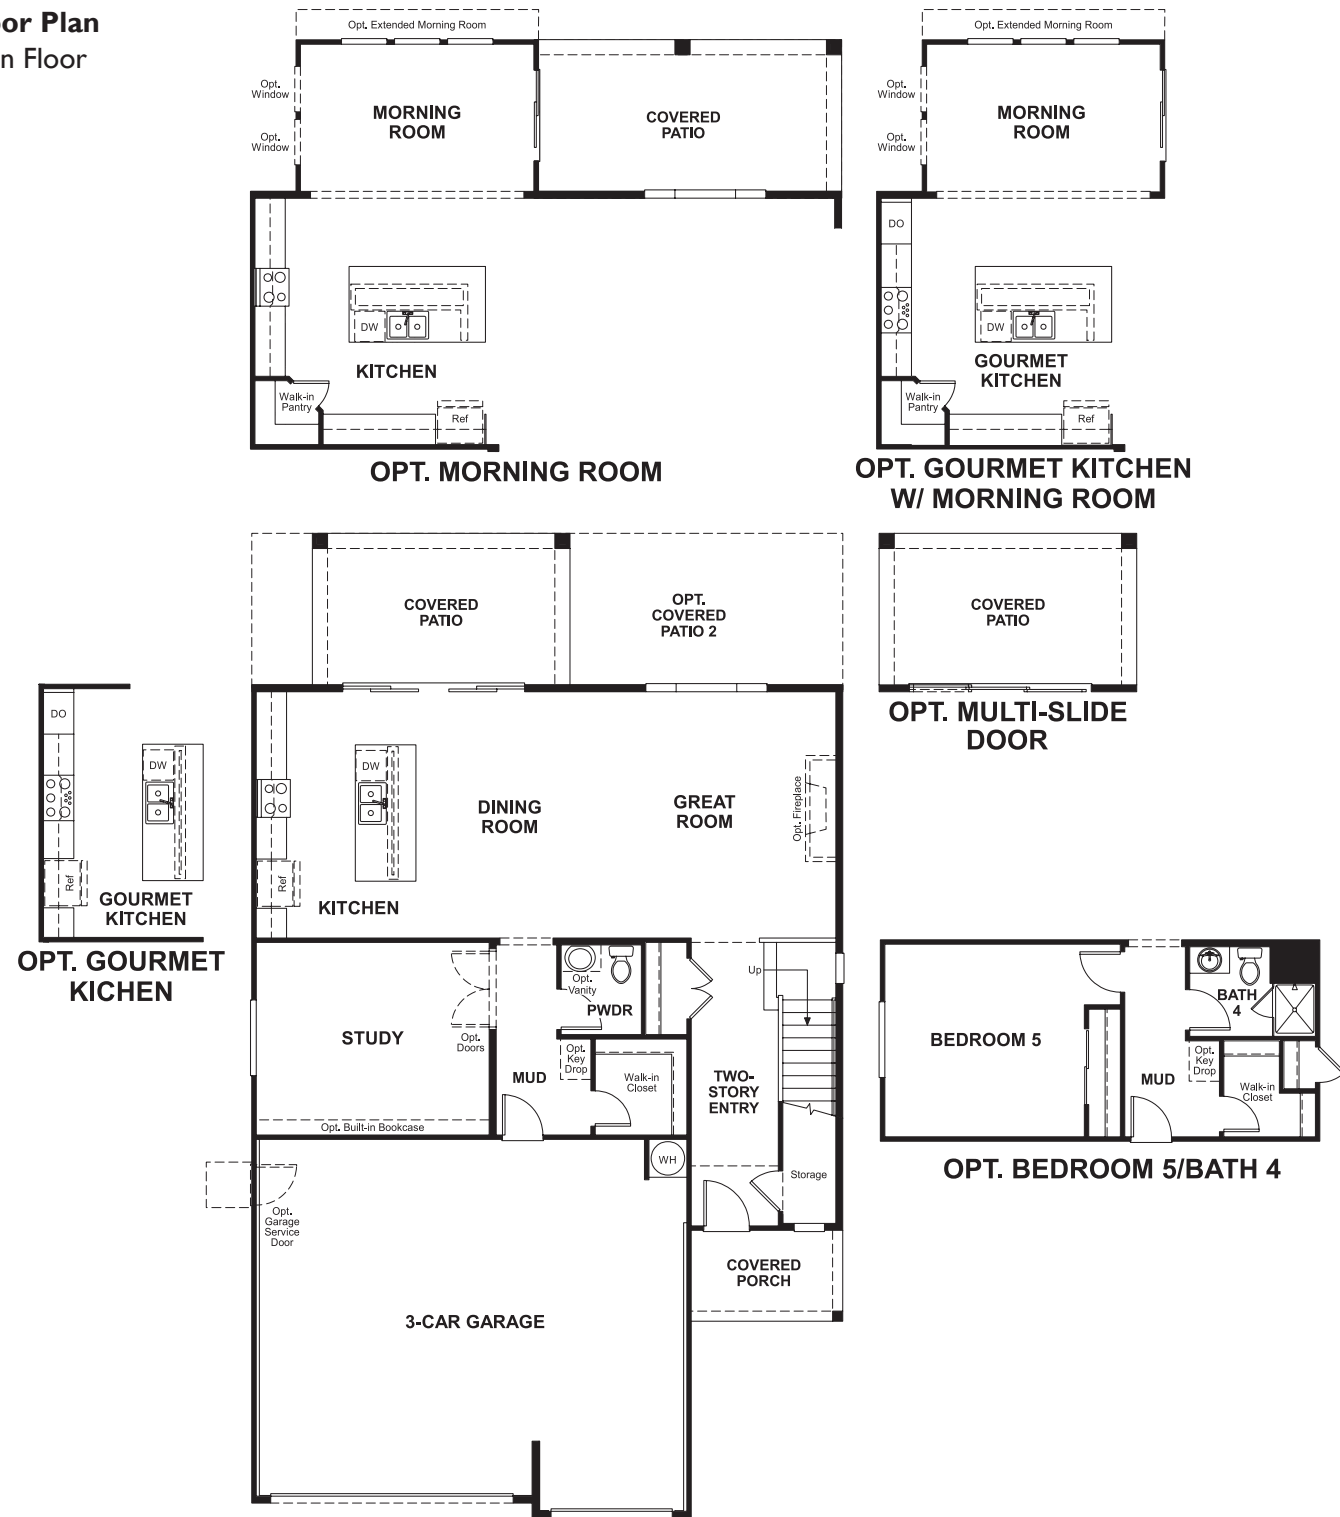 oor Plan
n Floor
Opt. Extended Morning Room
Opt.
Window
Opt.
Window
MORNING
ROOM
COVERED
PATIO
DW
KITCHEN
Walk-in
Pantry
Ref
OPT. MORNING ROOM
Opt. Extended Morning Room
Opt.
Window
Opt.
Window
MORNING
ROOM
DO
DW
GOURMET
KITCHEN
Walk-in
Pantry
Ref
OPT. GOURMET KITCHEN
W/ MORNING ROOM
COVERED
PATIO
OPT.
COVERED
PATIO 2
COVERED
PATIO
OPT. MULTI-SLIDE
DOOR
DO
DW
Ref
GOURMET
KITCHEN
OPT. GOURMET
KICHEN
DW
Ref
KITCHEN
DINING
ROOM
GREAT
ROOM
Opt. Fireplace
STUDY
Opt.
Doors
Opt. Built-in Bookcase
Opt.
Vanity
PWDR
MUD
Opt.
Key
Drop
Walk-in
Closet
Up
TWO-
STORY
ENTRY
Storage
WH
Opt.
Garage
Service
Door
3-CAR GARAGE
COVERED
PORCH
BEDROOM 5
BATH
4
MUD
Opt.
Key
Drop
Walk-in
Closet
OPT. BEDROOM 5/BATH 4